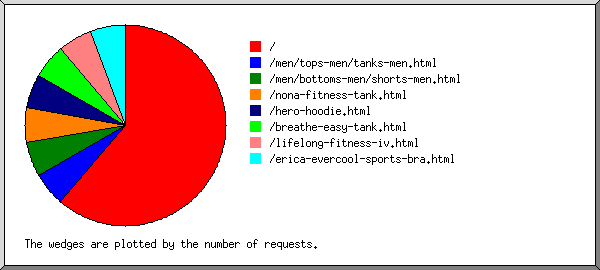 /
/men/tops-men/tanks-men.html
/men/bottoms-men/shorts-men.html
/nona-fitness-tank.html
/hero-hoodie.html
/breathe-easy-tank.html
/lifelong-fitness-iv.html
/erica-evercool-sports-bra.html
The wedges are plotted by the number of requests.